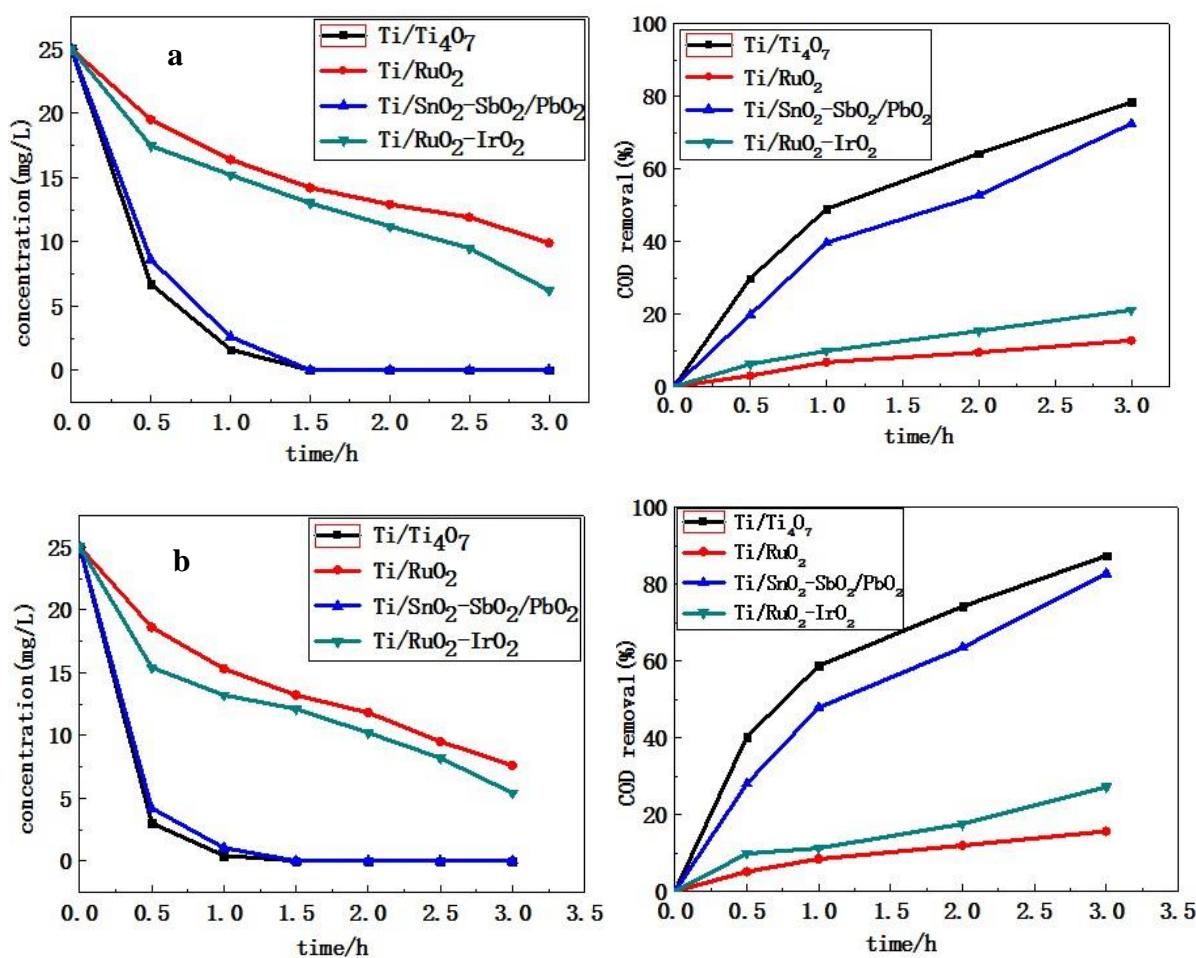 a
Ti/Ti₄O₇
Ti/RuO₂
Ti/SnO₂-SbO₂/PbO₂
Ti/RuO₂-IrO₂
concentration(mg/L)
25
20
15
10
5
0
0.0 0.5 1.0 1.5 2.0 2.5 3.0
time/h
Ti/Ti₄O₇
Ti/RuO₂
Ti/SnO₂-SbO₂/PbO₂
Ti/RuO₂-IrO₂
COD removal(%)
100
80
60
40
20
0
0.0 0.5 1.0 1.5 2.0 2.5 3.0
time/h
b
Ti/Ti₄O₇
Ti/RuO₂
Ti/SnO₂-SbO₂/PbO₂
Ti/RuO₂-IrO₂
concentration(mg/L)
25
20
15
10
5
0
0.0 0.5 1.0 1.5 2.0 2.5 3.0 3.5
time/h
Ti/Ti₄O₇
Ti/RuO₂
Ti/SnO₂-SbO₂/PbO₂
Ti/RuO₂-IrO₂
COD removal(%)
100
80
60
40
20
0
0.0 0.5 1.0 1.5 2.0 2.5 3.0 3.5
time/h